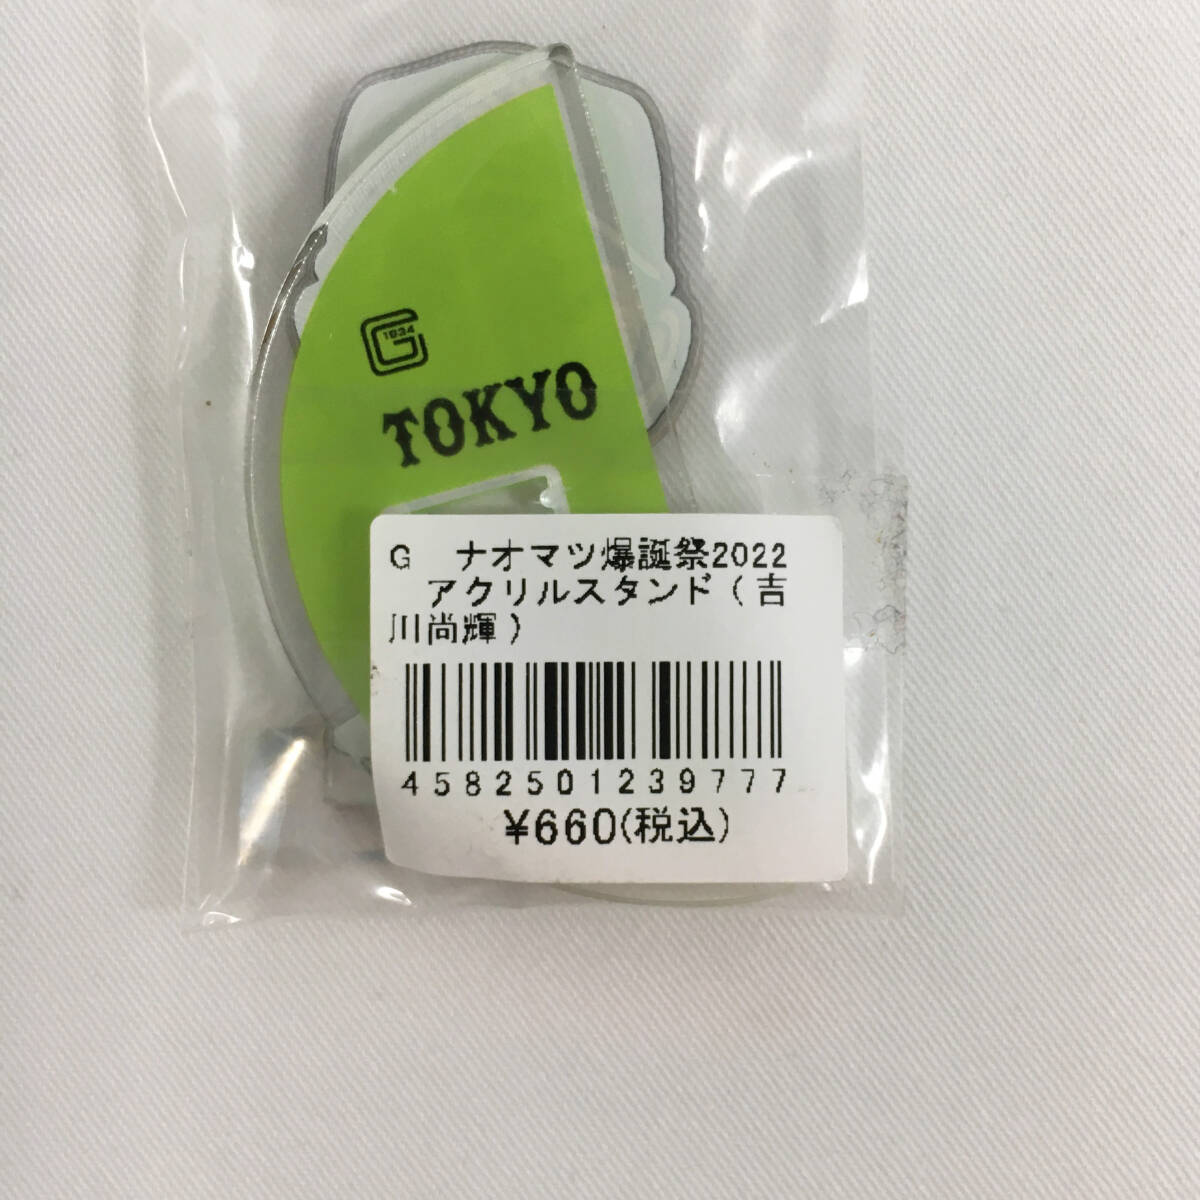 G 1934
TOKYO
G　ナオマツ爆誕祭2022
アクリルスタンド（吉
川尚輝）
4582501239777
¥660(税込)